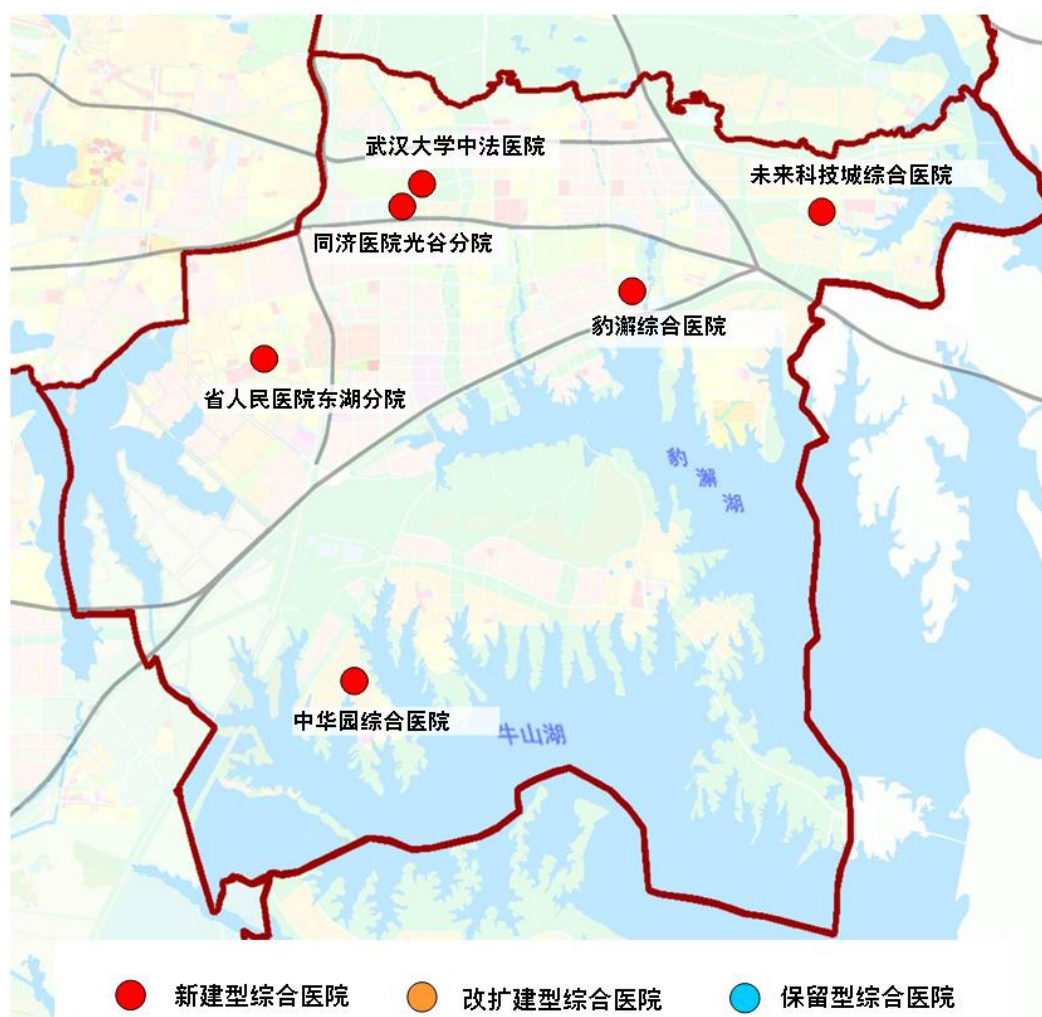 武汉大学中法医院
未来科技城综合医院
同济医院光谷分院
豹澥综合医院
省人民医院东湖分院
豹澥湖
中华园综合医院
牛山湖
新建型综合医院
改扩建型综合医院
保留型综合医院